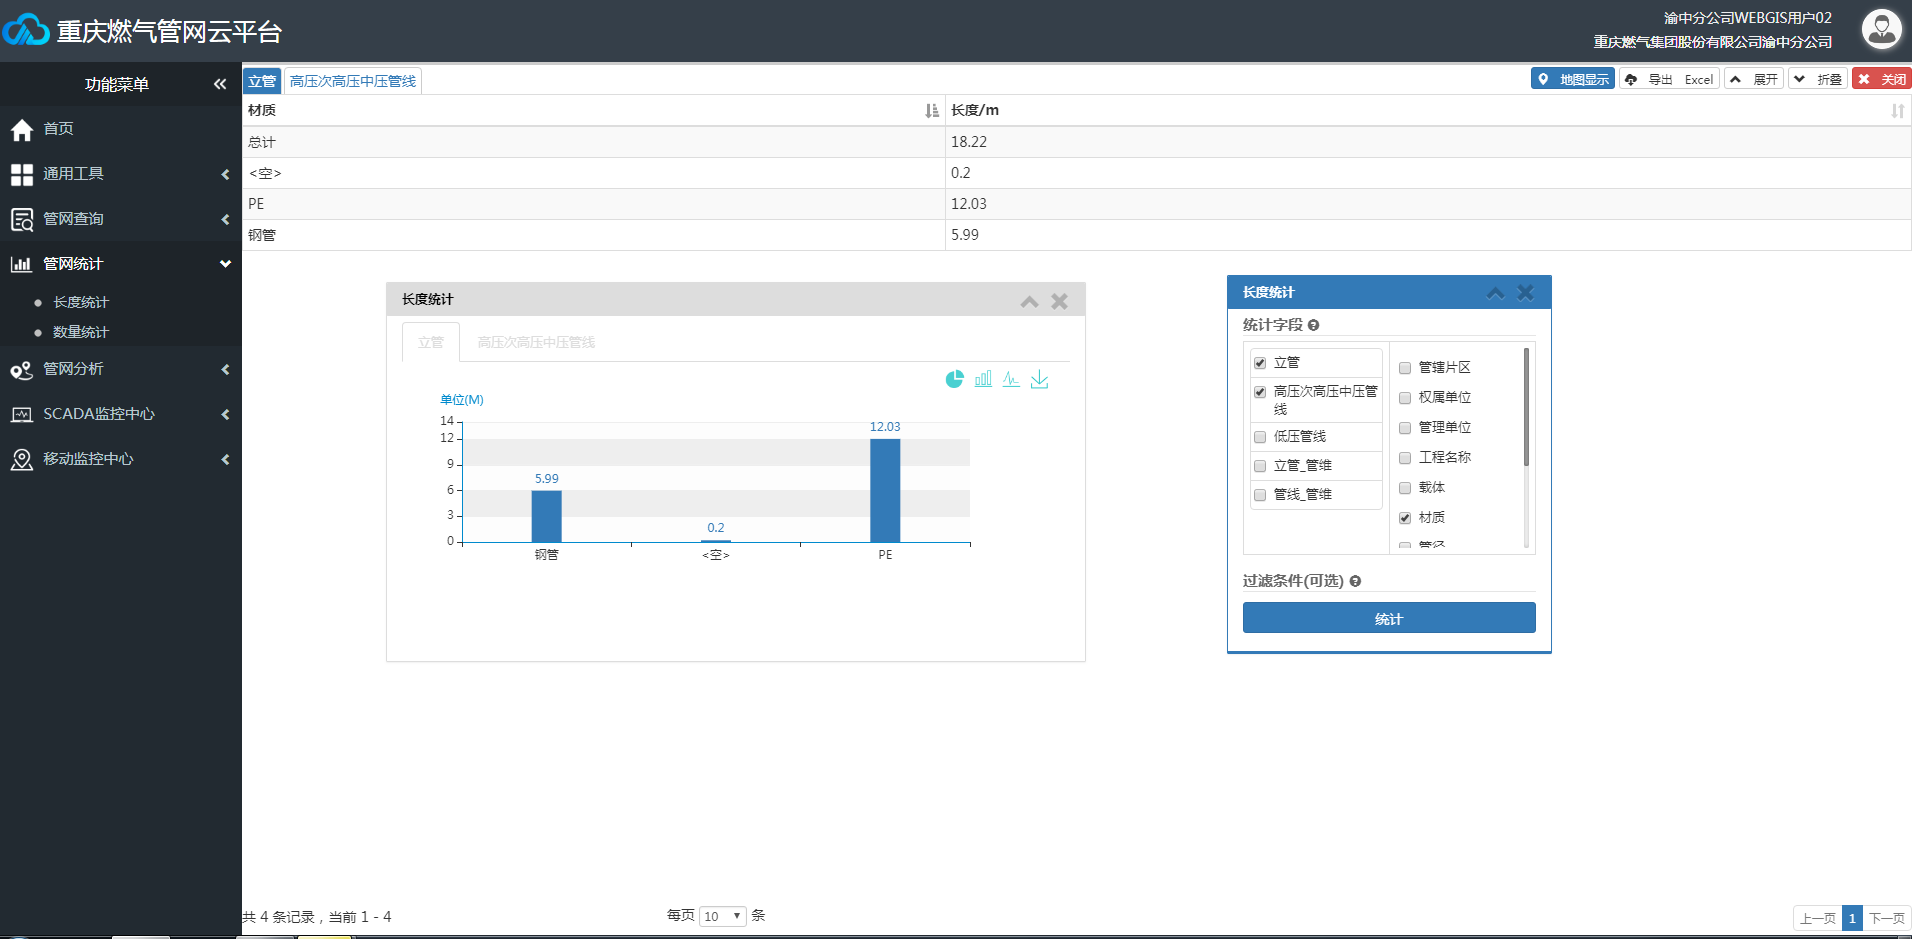 重庆燃气管网云平台
渝中分公司WEBGIS用户02
重庆燃气集团股份有限公司渝中分公司
功能菜单
首页
通用工具
管网查询
管网统计
长度统计
数量统计
管网分析
SCADA监控中心
移动监控中心
立管 高压次高压中压管线
地图显示 导出 Excel 展开 折叠 关闭
材质 长度/m
总计 18.22
<空> 0.2
PE 12.03
钢管 5.99
长度统计
立管 高压次高压中压管线
单位(M)
14
12
9
6
3
0
5.99
0.2
12.03
钢管 <空> PE
长度统计
统计字段
立管
高压次高压中压管
线
低压管线
立管_管维
管线_管维
管辖片区
权属单位
管理单位
工程名称
载体
材质
管径
过滤条件(可选)
统计
共 4 条记录，当前 1 - 4
每页 10 条
上一页 1 下一页